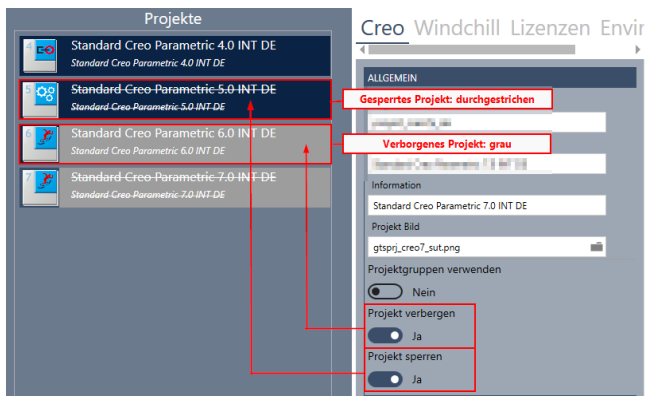 Projekte
4
Standard Creo Parametric 4.0 INT DE
Standard Creo Parametric 4.0 INT DE
5
Standard Creo Parametric 5.0 INT DE
Standard Creo Parametric 5.0 INT DE
6
Standard Creo Parametric 6.0 INT DE
Standard Creo Parametric 6.0 INT DE
7
Standard Creo Parametric 7.0 INT DE
Standard Creo Parametric 7.0 INT DE
Creo Windchill Lizenzen Envir
ALLGEMEIN
Gesperrtes Projekt: durchgestrichen
Verborgenes Projekt: grau
Information
Standard Creo Parametric 7.0 INT DE
Projekt Bild
gtsprj_creo7_sut.png
Projektgruppen verwenden
Nein
Projekt verbergen
Ja
Projekt sperren
Ja